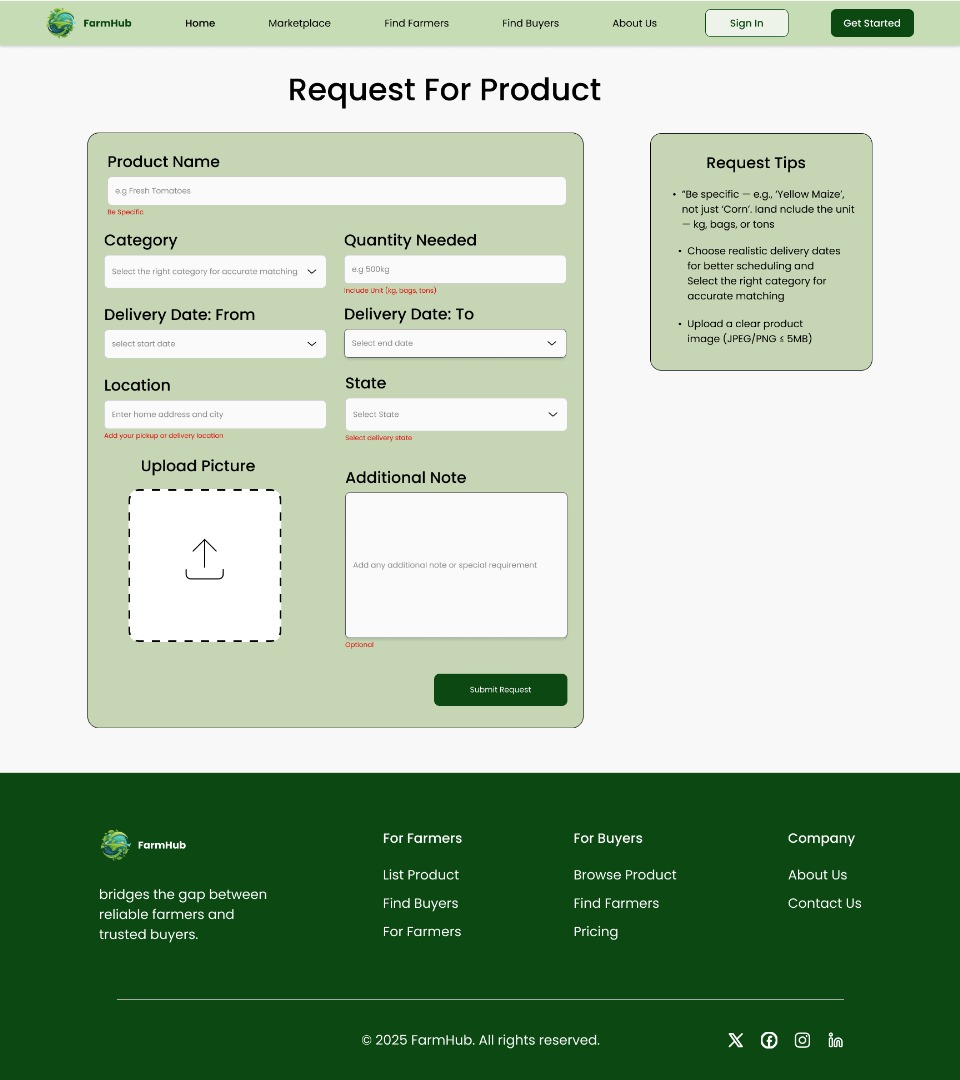 FarmHub Home Marketplace Find Farmers Find Buyers About Us Sign In Get Started
Request For Product
Product Name
e.g Fresh Tomatoes
Be Specific
Category
Select the right category for accurate matching
Quantity Needed
e.g 500kg
Include Unit (kg, bags, tons)
Delivery Date: From
select start date
Delivery Date: To
Select end date
Location
Enter home address and city
Add your pickup or delivery location
State
Select State
Select delivery state
Upload Picture
Additional Note
Add any additional note or special requirement
Optional
Submit Request
Request Tips
• “Be specific — e.g., ‘Yellow Maize’,
not just ‘Corn’. Iand nclude the unit
— kg, bags, or tons
• Choose realistic delivery dates
for better scheduling and
Select the right category for
accurate matching
• Upload a clear product
image (JPEG/PNG ≤ 5MB)
FarmHub
bridges the gap between
reliable farmers and
trusted buyers.
For Farmers
List Product
Find Buyers
For Farmers
For Buyers
Browse Product
Find Farmers
Pricing
Company
About Us
Contact Us
© 2025 FarmHub. All rights reserved.